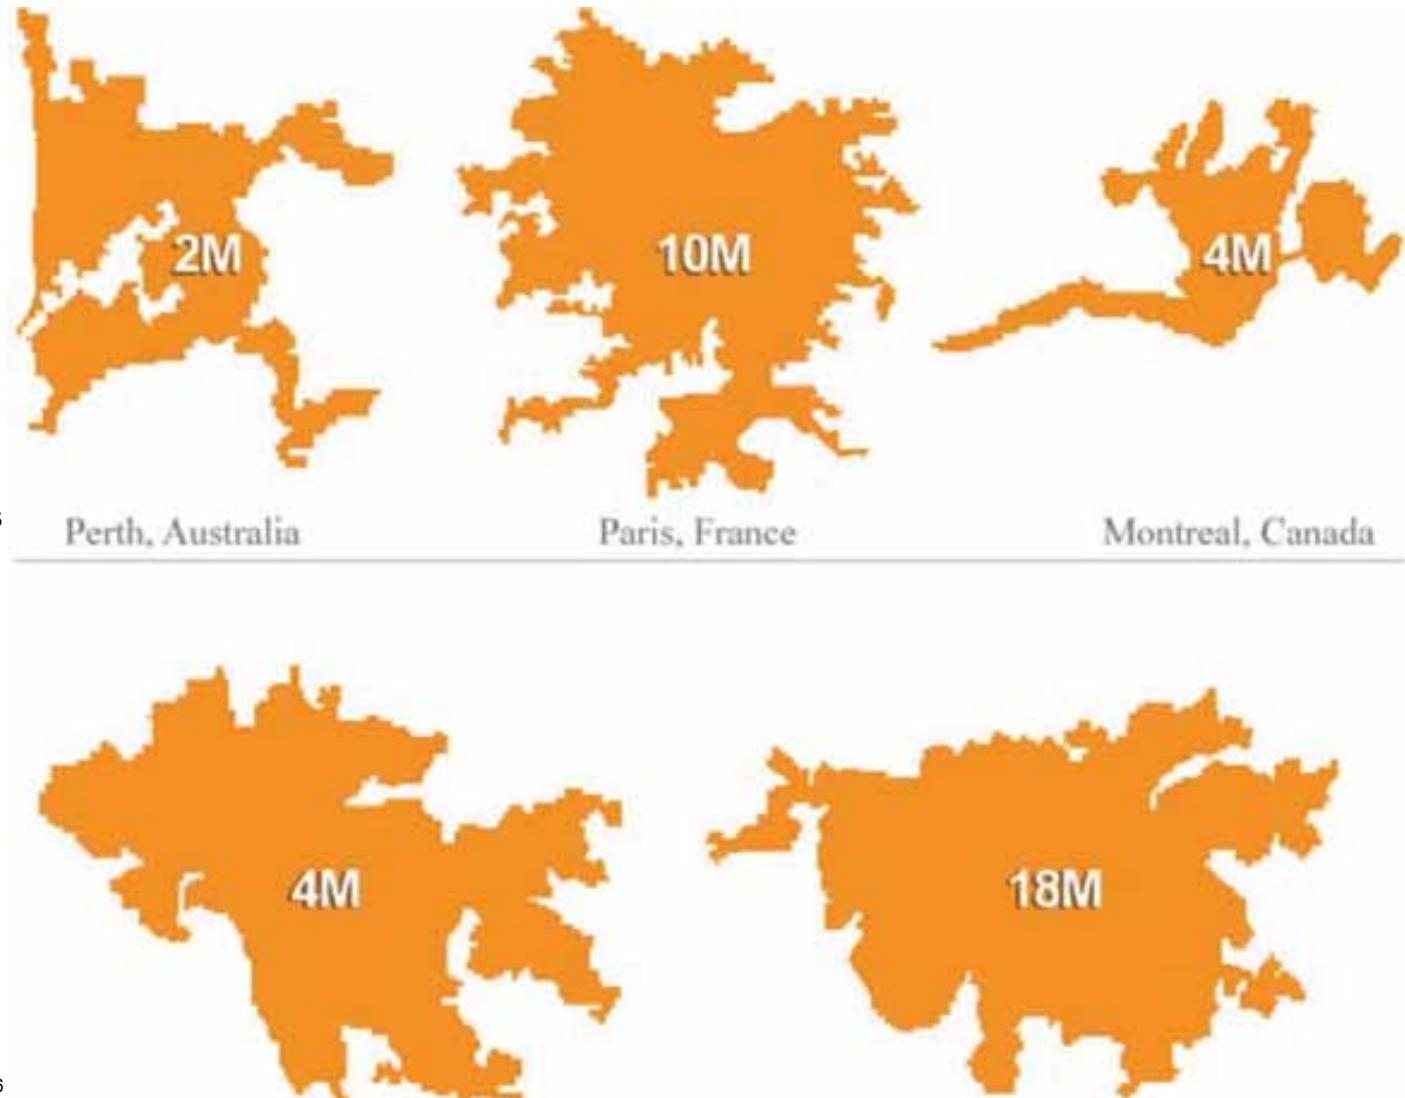 2M
10M
4M
Perth, Australia
Paris, France
Montreal, Canada
4M
18M